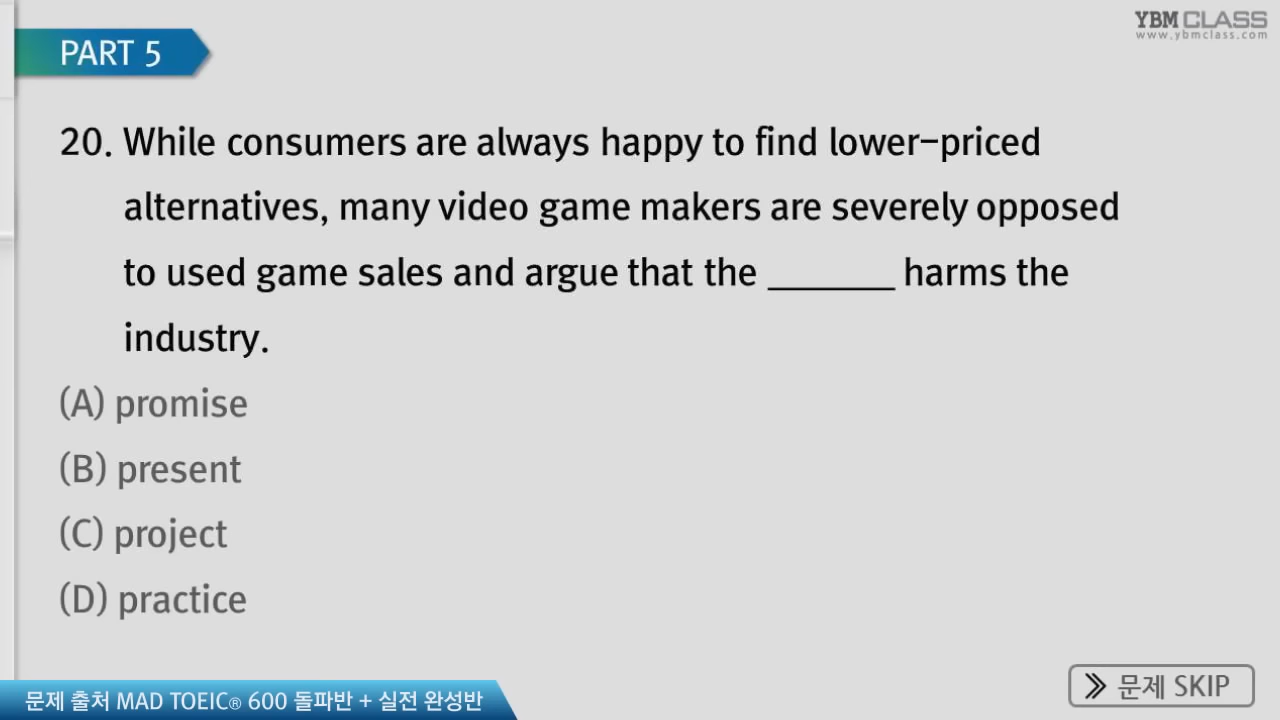 YBM CLASS
www.ybmclass.com
PART 5
20. While consumers are always happy to find lower-priced
alternatives, many video game makers are severely opposed
to used game sales and argue that the _______ harms the
industry.
(A) promise
(B) present
(C) project
(D) practice
문제 SKIP
문제 출처 MAD TOEIC® 600 돌파반 + 실전 완성반